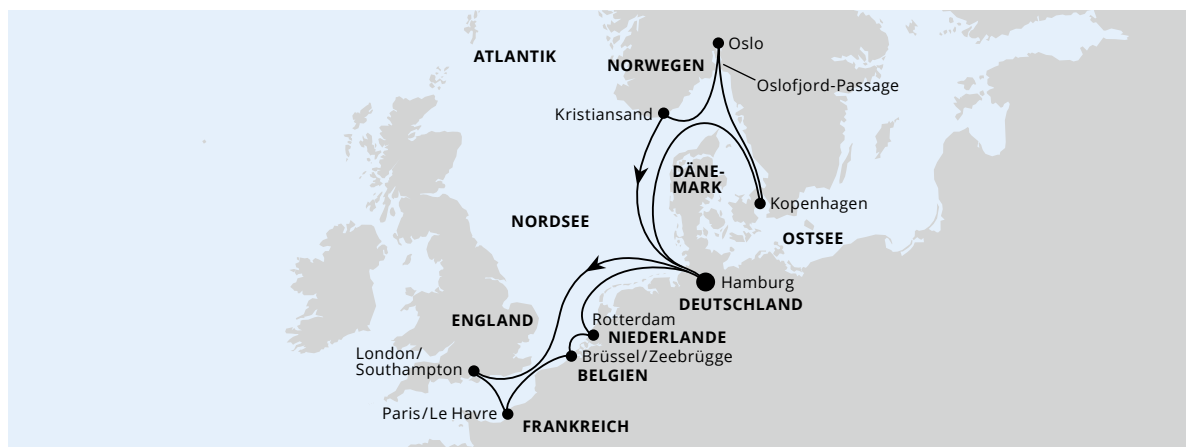 Oslo
ATLANTIK
NORWEGEN
Oslofjord-Passage
Kristiansand
DÄNE-
MARK
Kopenhagen
NORDSEE
OSTSEE
Hamburg
DEUTSCHLAND
ENGLAND
Rotterdam
NIEDERLANDE
London/
Southampton
Brüssel/Zeebrügge
BELGIEN
Paris/Le Havre
FRANKREICH